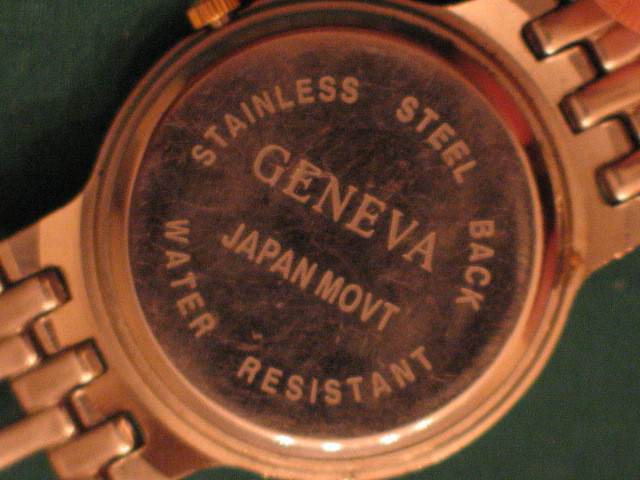 STAINLESS STEEL BACK
GENEVA
JAPAN MOVT
WATER RESISTANT